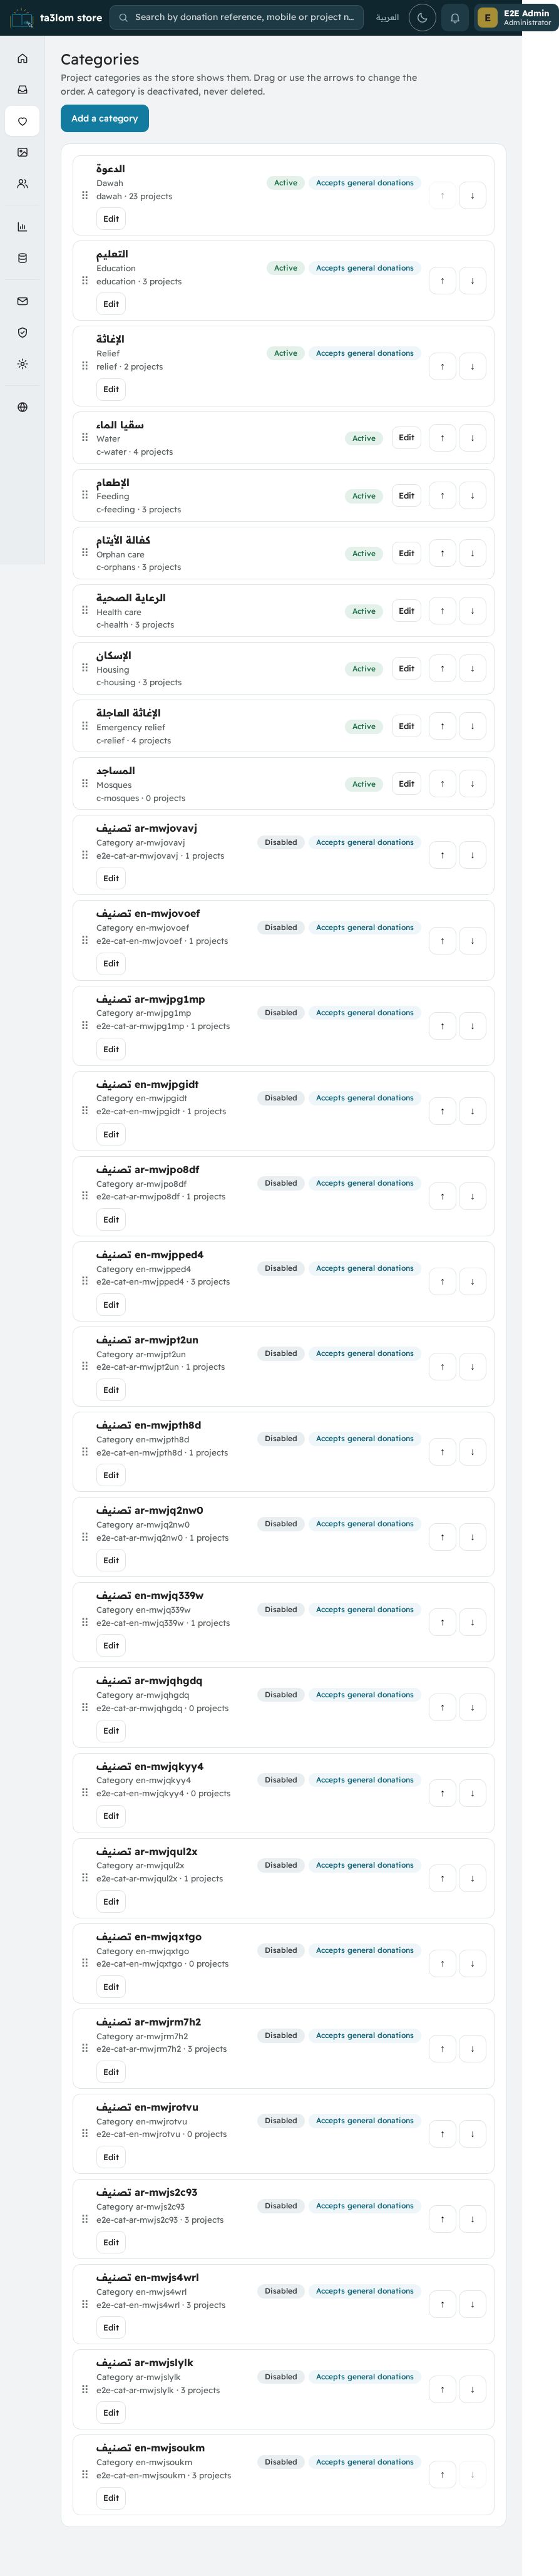 ta3lom store
Search by donation reference, mobile or project n...
العربية
E
E2E Admin
Administrator
Categories
Project categories as the store shows them. Drag or use the arrows to change the
order. A category is deactivated, never deleted.
Add a category
الدعوة
Dawah
dawah · 23 projects
Active
Accepts general donations
↑ ↓
Edit
التعليم
Education
education · 3 projects
Active
Accepts general donations
↑ ↓
Edit
الإغاثة
Relief
relief · 2 projects
Active
Accepts general donations
↑ ↓
Edit
سقيا الماء
Water
c-water · 4 projects
Active
Edit
↑ ↓
الإطعام
Feeding
c-feeding · 3 projects
Active
Edit
↑ ↓
كفالة الأيتام
Orphan care
c-orphans · 3 projects
Active
Edit
↑ ↓
الرعاية الصحية
Health care
c-health · 3 projects
Active
Edit
↑ ↓
الإسكان
Housing
c-housing · 3 projects
Active
Edit
↑ ↓
الإغاثة العاجلة
Emergency relief
c-relief · 4 projects
Active
Edit
↑ ↓
المساجد
Mosques
c-mosques · 0 projects
Active
Edit
↑ ↓
تصنيف ar-mwjovavj
Category ar-mwjovavj
e2e-cat-ar-mwjovavj · 1 projects
Disabled
Accepts general donations
↑ ↓
Edit
تصنيف en-mwjovoef
Category en-mwjovoef
e2e-cat-en-mwjovoef · 1 projects
Disabled
Accepts general donations
↑ ↓
Edit
تصنيف ar-mwjpg1mp
Category ar-mwjpg1mp
e2e-cat-ar-mwjpg1mp · 1 projects
Disabled
Accepts general donations
↑ ↓
Edit
تصنيف en-mwjpgidt
Category en-mwjpgidt
e2e-cat-en-mwjpgidt · 1 projects
Disabled
Accepts general donations
↑ ↓
Edit
تصنيف ar-mwjpo8df
Category ar-mwjpo8df
e2e-cat-ar-mwjpo8df · 1 projects
Disabled
Accepts general donations
↑ ↓
Edit
تصنيف en-mwjpped4
Category en-mwjpped4
e2e-cat-en-mwjpped4 · 3 projects
Disabled
Accepts general donations
↑ ↓
Edit
تصنيف ar-mwjpt2un
Category ar-mwjpt2un
e2e-cat-ar-mwjpt2un · 1 projects
Disabled
Accepts general donations
↑ ↓
Edit
تصنيف en-mwjpth8d
Category en-mwjpth8d
e2e-cat-en-mwjpth8d · 1 projects
Disabled
Accepts general donations
↑ ↓
Edit
تصنيف ar-mwjq2nw0
Category ar-mwjq2nw0
e2e-cat-ar-mwjq2nw0 · 1 projects
Disabled
Accepts general donations
↑ ↓
Edit
تصنيف en-mwjq339w
Category en-mwjq339w
e2e-cat-en-mwjq339w · 1 projects
Disabled
Accepts general donations
↑ ↓
Edit
تصنيف ar-mwjqhgdq
Category ar-mwjqhgdq
e2e-cat-ar-mwjqhgdq · 0 projects
Disabled
Accepts general donations
↑ ↓
Edit
تصنيف en-mwjqkyy4
Category en-mwjqkyy4
e2e-cat-en-mwjqkyy4 · 0 projects
Disabled
Accepts general donations
↑ ↓
Edit
تصنيف ar-mwjqul2x
Category ar-mwjqul2x
e2e-cat-ar-mwjqul2x · 1 projects
Disabled
Accepts general donations
↑ ↓
Edit
تصنيف en-mwjqxtgo
Category en-mwjqxtgo
e2e-cat-en-mwjqxtgo · 0 projects
Disabled
Accepts general donations
↑ ↓
Edit
تصنيف ar-mwjrm7h2
Category ar-mwjrm7h2
e2e-cat-ar-mwjrm7h2 · 3 projects
Disabled
Accepts general donations
↑ ↓
Edit
تصنيف en-mwjrotvu
Category en-mwjrotvu
e2e-cat-en-mwjrotvu · 0 projects
Disabled
Accepts general donations
↑ ↓
Edit
تصنيف ar-mwjs2c93
Category ar-mwjs2c93
e2e-cat-ar-mwjs2c93 · 3 projects
Disabled
Accepts general donations
↑ ↓
Edit
تصنيف en-mwjs4wrl
Category en-mwjs4wrl
e2e-cat-en-mwjs4wrl · 3 projects
Disabled
Accepts general donations
↑ ↓
Edit
تصنيف ar-mwjslylk
Category ar-mwjslylk
e2e-cat-ar-mwjslylk · 3 projects
Disabled
Accepts general donations
↑ ↓
Edit
تصنيف en-mwjsoukm
Category en-mwjsoukm
e2e-cat-en-mwjsoukm · 3 projects
Disabled
Accepts general donations
↑ ↓
Edit